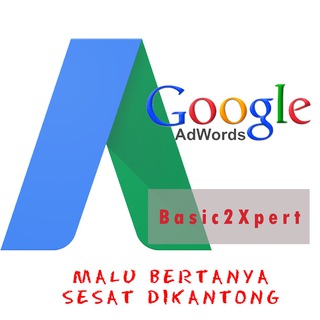 Google
AdWords
Basic2Xpert
MALU BERTANYA
SESAT DIKANTONG